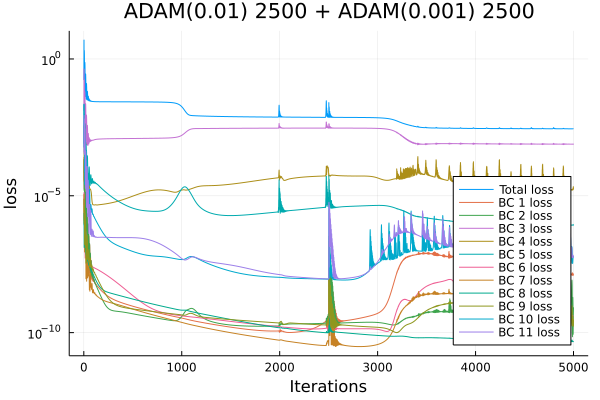 ADAM(0.01) 2500 + ADAM(0.001) 2500
10^0
10^-5
10^-10
loss
0 1000 2000 3000 4000 5000
Iterations
Total loss
BC 1 loss
BC 2 loss
BC 3 loss
BC 4 loss
BC 5 loss
BC 6 loss
BC 7 loss
BC 8 loss
BC 9 loss
BC 10 loss
BC 11 loss